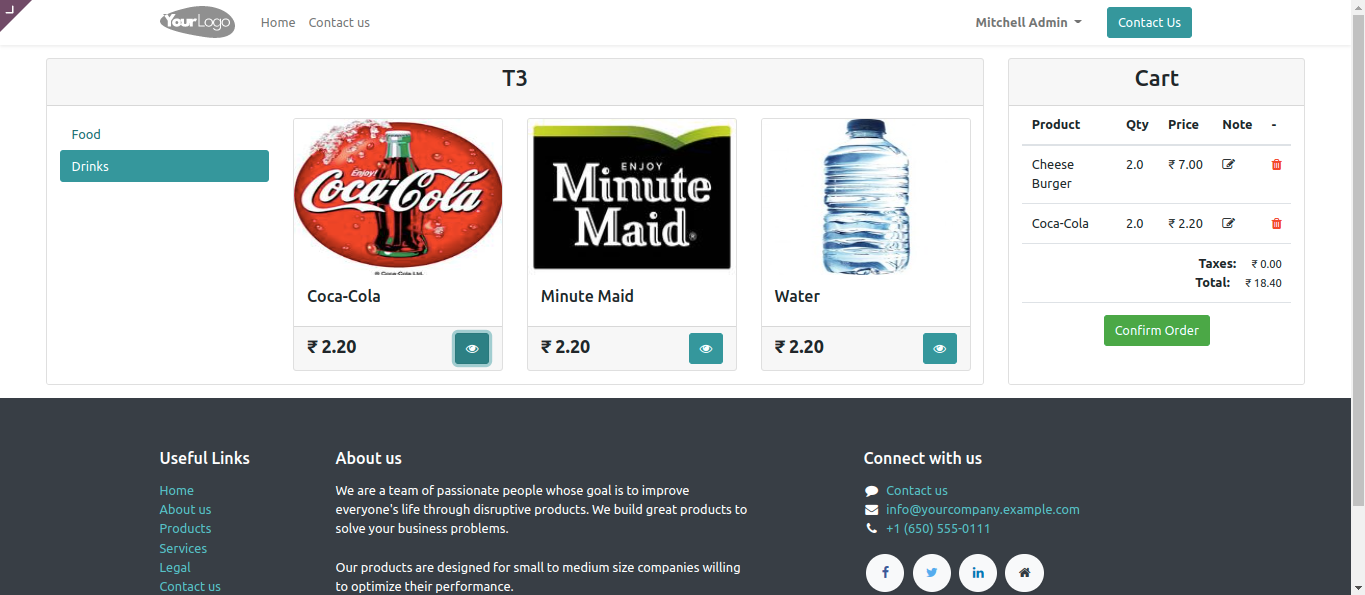 YourLogo
Home
Contact us
Mitchell Admin
Contact Us
T3
Food
Drinks
Enjoy!
Coca-Cola
© Coca-Cola Ltd.
Coca-Cola
₹ 2.20
ENJOY
Minute
Maid®
Minute Maid
₹ 2.20
Water
₹ 2.20
Cart
Product Qty Price Note -
Cheese 2.0 ₹ 7.00
Burger
Coca-Cola 2.0 ₹ 2.20
Taxes: ₹ 0.00
Total: ₹ 18.40
Confirm Order
Useful Links
Home
About us
Products
Services
Legal
Contact us
About us
We are a team of passionate people whose goal is to improve
everyone's life through disruptive products. We build great products to
solve your business problems.
Our products are designed for small to medium size companies willing
to optimize their performance.
Connect with us
Contact us
info@yourcompany.example.com
+1 (650) 555-0111